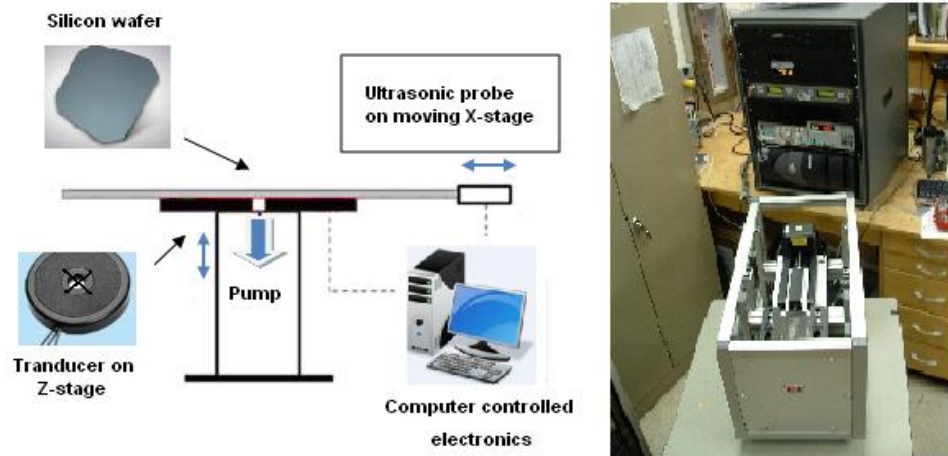 Silicon wafer
Ultrasonic probe
on moving X-stage
Pump
Tranducer on
Z-stage
Computer controlled
electronics